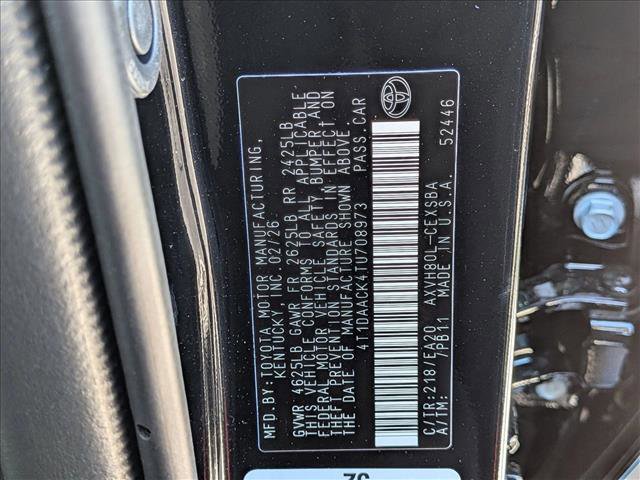 MFD.BY:TOYOTA MOTOR MANUFACTURING,
KENTUCKY INC. 02/26
GVWR 4625LB GAWR FR 2625LB RR 2425LB
THIS VEHICLE CONFORMS TO ALL APPLICABLE
FEDERAL MOTOR VEHICLE SAFETY, BUMPER AND
THEFT PREVENTION STANDARDS IN EFFECT ON
THE DATE OF MANUFACTURE SHOWN ABOVE.
4T1DAACK4TU708973 PASS.CAR
C/TR:218/EA20 AXVH80L-CEXSBA
A/TM: 7PB11 MADE IN U.S.A. 52446